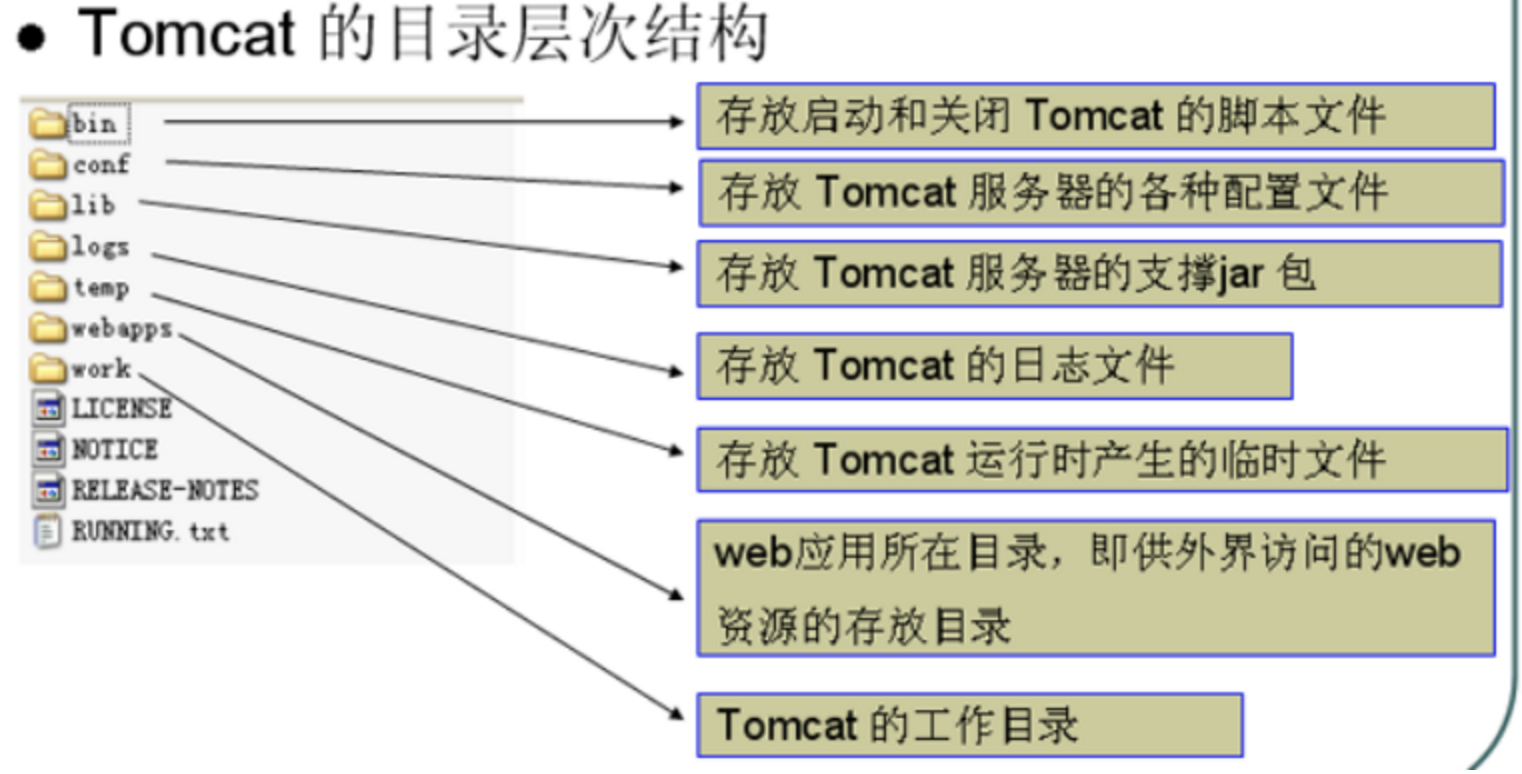 ● Tomcat 的目录层次结构
bin
conf
lib
logs
temp
webapps
work
LICENSE
NOTICE
RELEASE-NOTES
RUNNING.txt
存放启动和关闭 Tomcat 的脚本文件
存放 Tomcat 服务器的各种配置文件
存放 Tomcat 服务器的支撑jar 包
存放 Tomcat 的日志文件
存放 Tomcat 运行时产生的临时文件
web应用所在目录，即供外界访问的web
资源的存放目录
Tomcat 的工作目录